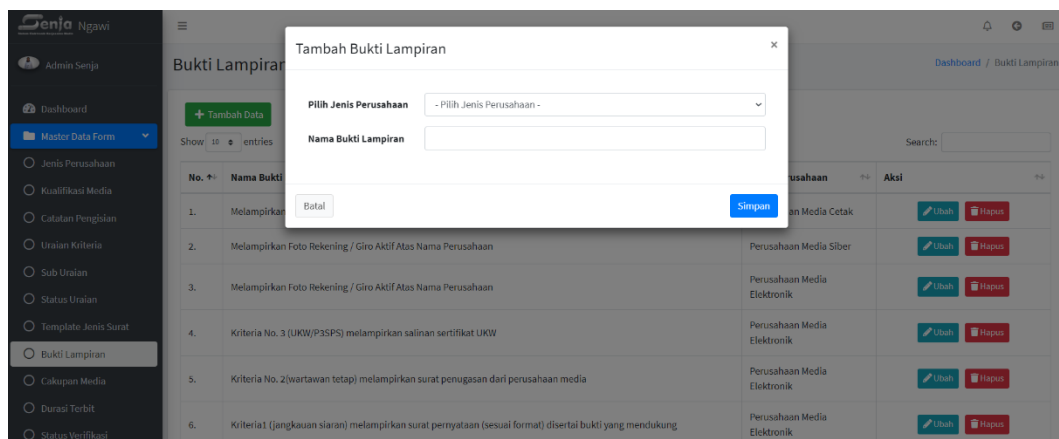 Senja Ngawi
Admin Senja
Dashboard
Master Data Form
Jenis Perusahaan
Kualifikasi Media
Catatan Pengisian
Uraian Kriteria
Sub Uraian
Status Uraian
Template Jenis Surat
Bukti Lampiran
Cakupan Media
Durasi Terbit
Status Verifikasi
Bukti Lampiran
Dashboard / Bukti Lampiran
Tambah Bukti Lampiran ×
Pilih Jenis Perusahaan - Pilih Jenis Perusahaan -
Nama Bukti Lampiran
Batal Simpan
+ Tambah Data
Show 10 entries Search:
No. Nama Bukti usahaan Aksi
1. Melampirkan an Media Cetak Ubah Hapus
2. Melampirkan Foto Rekening / Giro Aktif Atas Nama Perusahaan Perusahaan Media Siber Ubah Hapus
3. Melampirkan Foto Rekening / Giro Aktif Atas Nama Perusahaan Perusahaan Media Elektronik Ubah Hapus
4. Kriteria No. 3 (UKW/P3SPS) melampirkan salinan sertifikat UKW Perusahaan Media Elektronik Ubah Hapus
5. Kriteria No. 2(wartawan tetap) melampirkan surat penugasan dari perusahaan media Perusahaan Media Elektronik Ubah Hapus
6. Kriteria1 (jangkauan siaran) melampirkan surat pernyataan (sesuai format) disertai bukti yang mendukung Perusahaan Media Elektronik Ubah Hapus